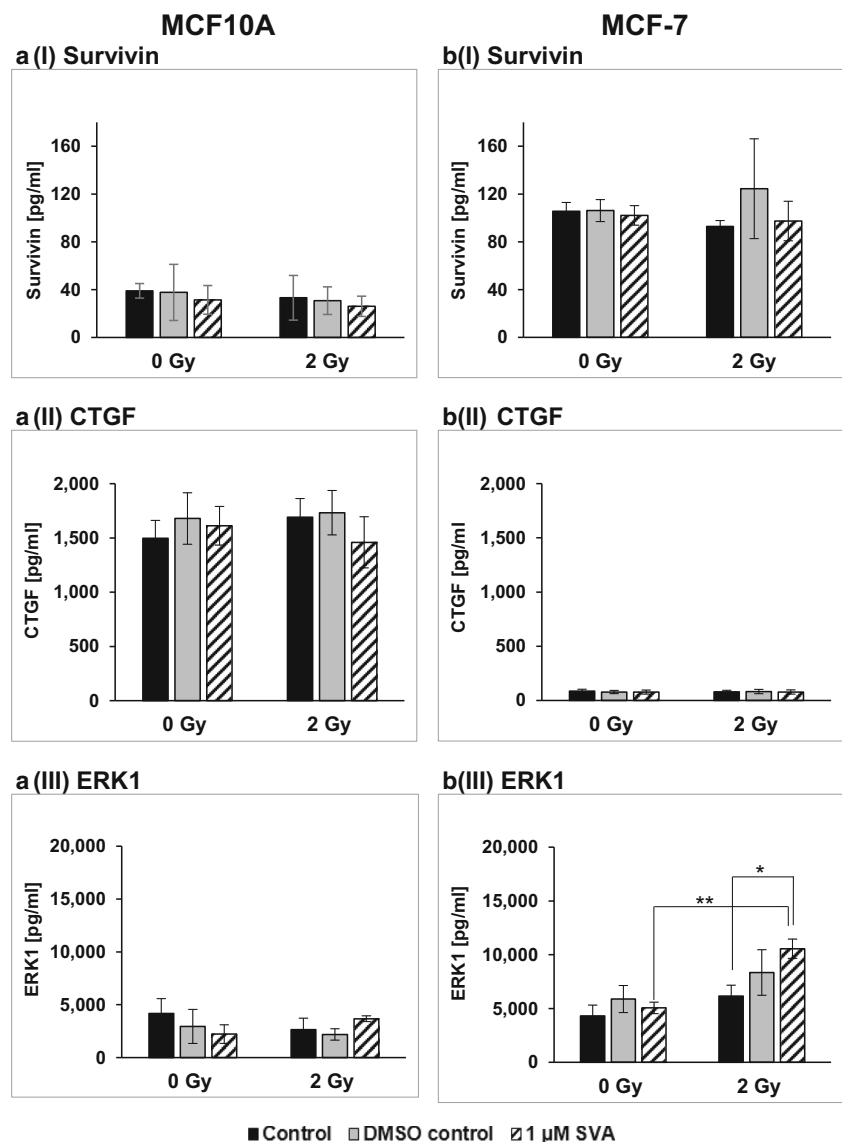 MCF10A
MCF-7
a (I) Survivin
b(I) Survivin
Survivin [pg/ml]
160
120
80
40
0
0 Gy
2 Gy
Survivin [pg/ml]
160
120
80
40
0
0 Gy
2 Gy
a (II) CTGF
b(II) CTGF
CTGF [pg/ml]
2,000
1,500
1,000
500
0
0 Gy
2 Gy
CTGF [pg/ml]
2,000
1,500
1,000
500
0
0 Gy
2 Gy
a (III) ERK1
b(III) ERK1
ERK1 [pg/ml]
20,000
15,000
10,000
5,000
0
0 Gy
2 Gy
ERK1 [pg/ml]
20,000
15,000
10,000
5,000
0
**
*
0 Gy
2 Gy
Control DMSO control 1 µM SVA